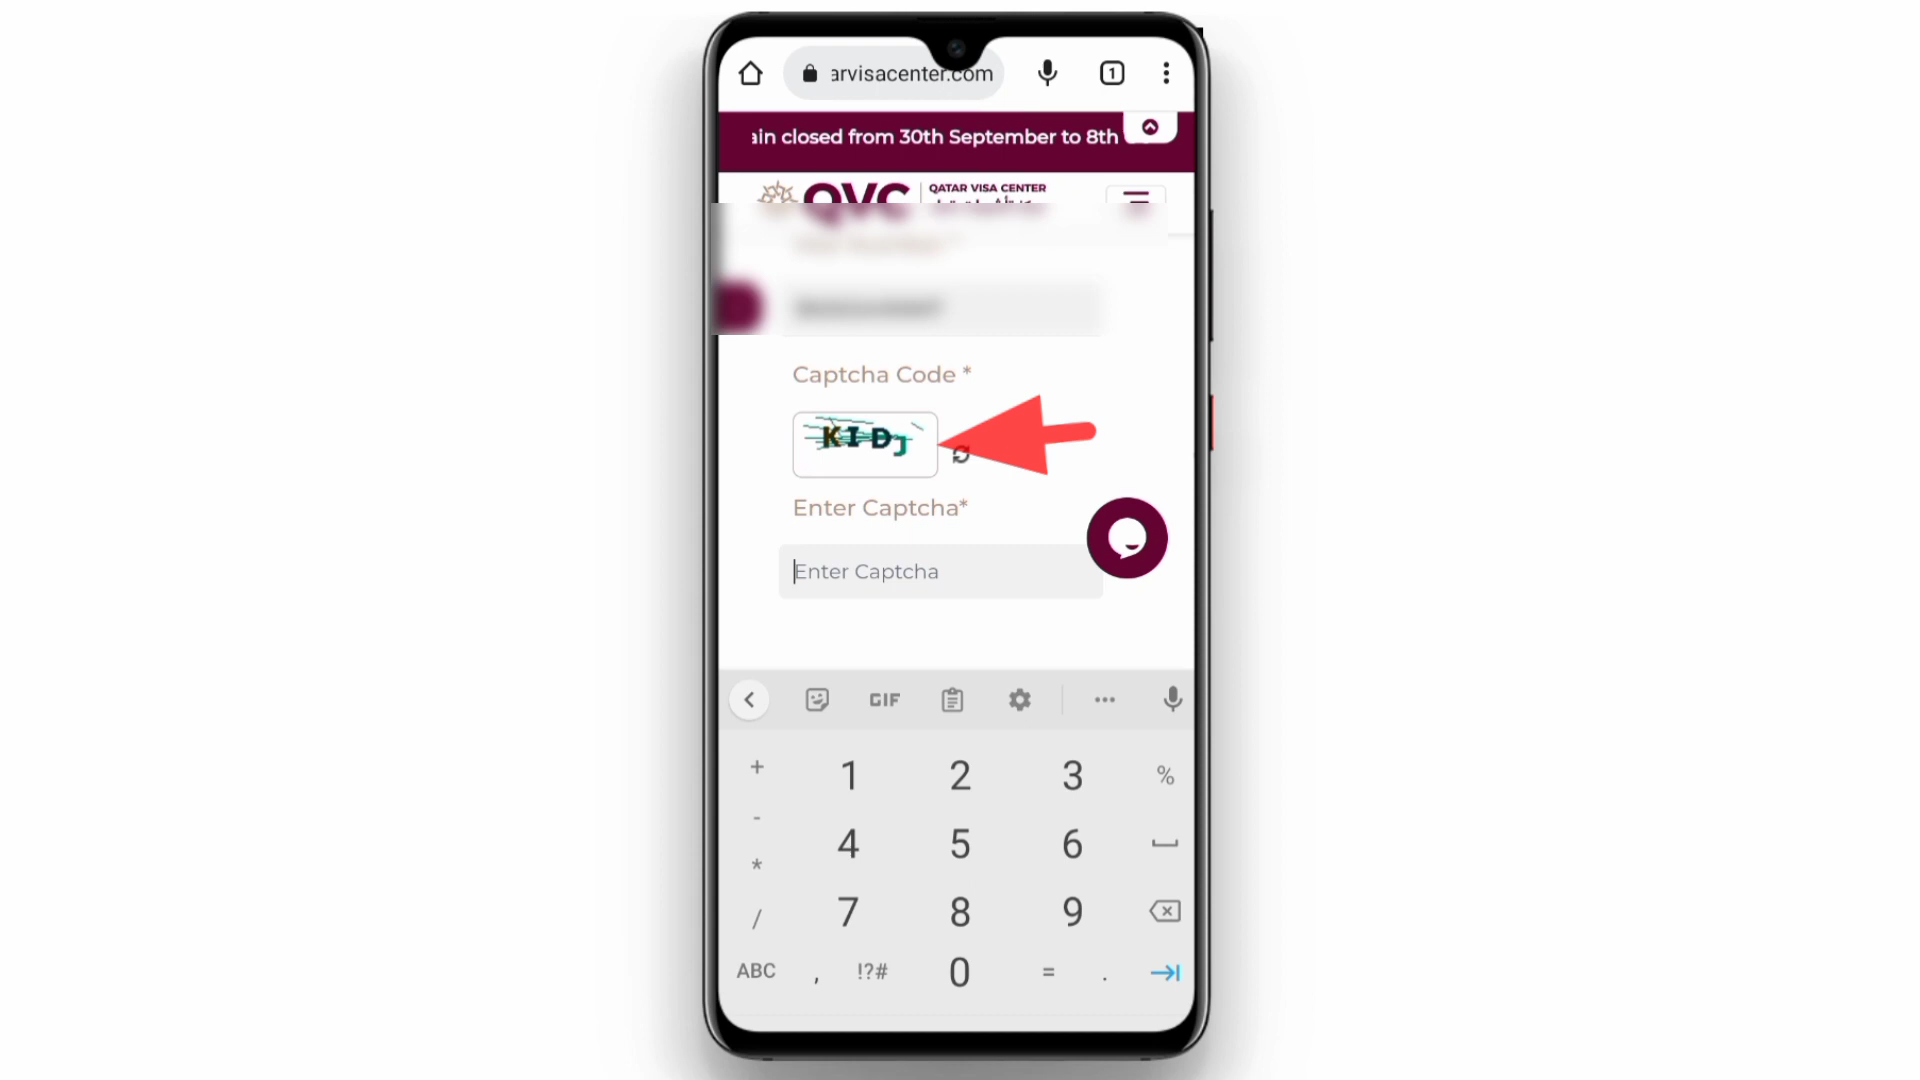 arvisacenter.com
1
ain closed from 30th September to 8th
QVC
QATAR VISA CENTER
Captcha Code *
KIDJ
Enter Captcha*
Enter Captcha
GIF
+ 1 2 3 %
-
4 5 6
*
/ 7 8 9
ABC , !?# 0 = .